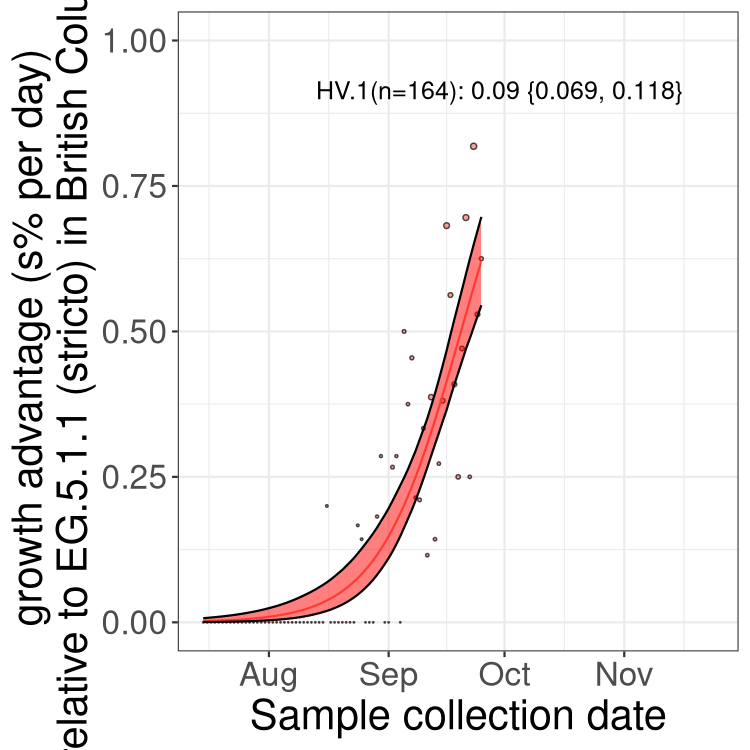 growth advantage (s% per day)
relative to EG.5.1.1 (stricto) in British Colu
1.00
0.75
0.50
0.25
0.00
HV.1(n=164): 0.09 {0.069, 0.118}
Aug Sep Oct Nov
Sample collection date